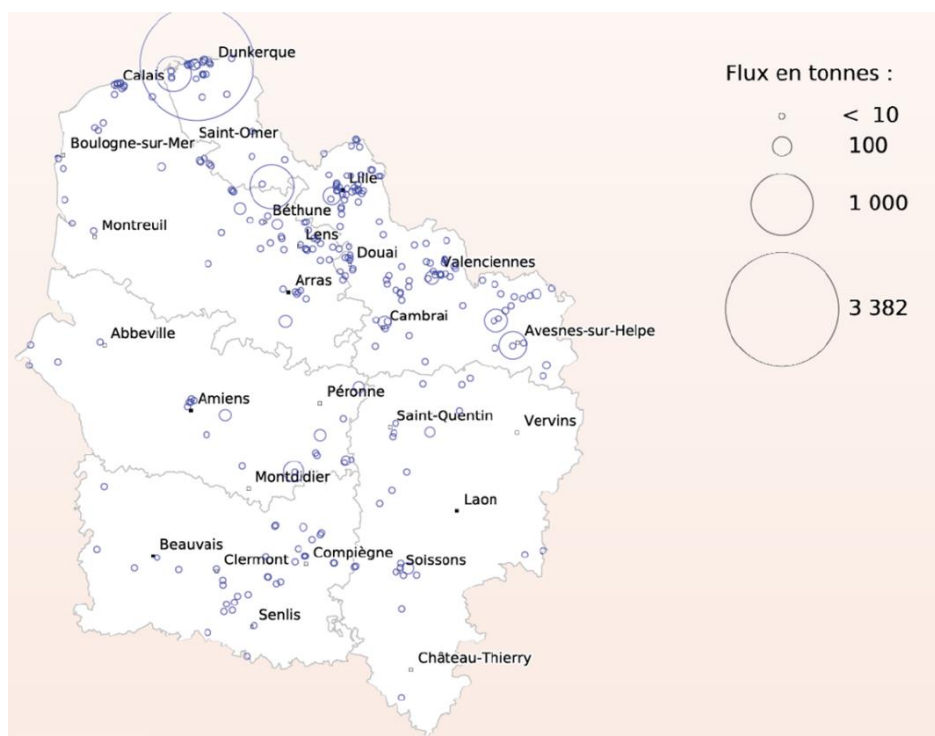 Dunkerque
Calais
Saint-Omer
Boulogne-sur-Mer
Lille
Béthune
Montreuil
Lens
Douai
Valenciennes
Arras
Cambrai
Avesnes-sur-Helpe
Abbeville
Amiens
Péronne
Saint-Quentin
Vervins
Montdidier
Laon
Beauvais
Clermont
Compiègne
Soissons
Senlis
Château-Thierry
Flux en tonnes :
< 10
100
1 000
3 382